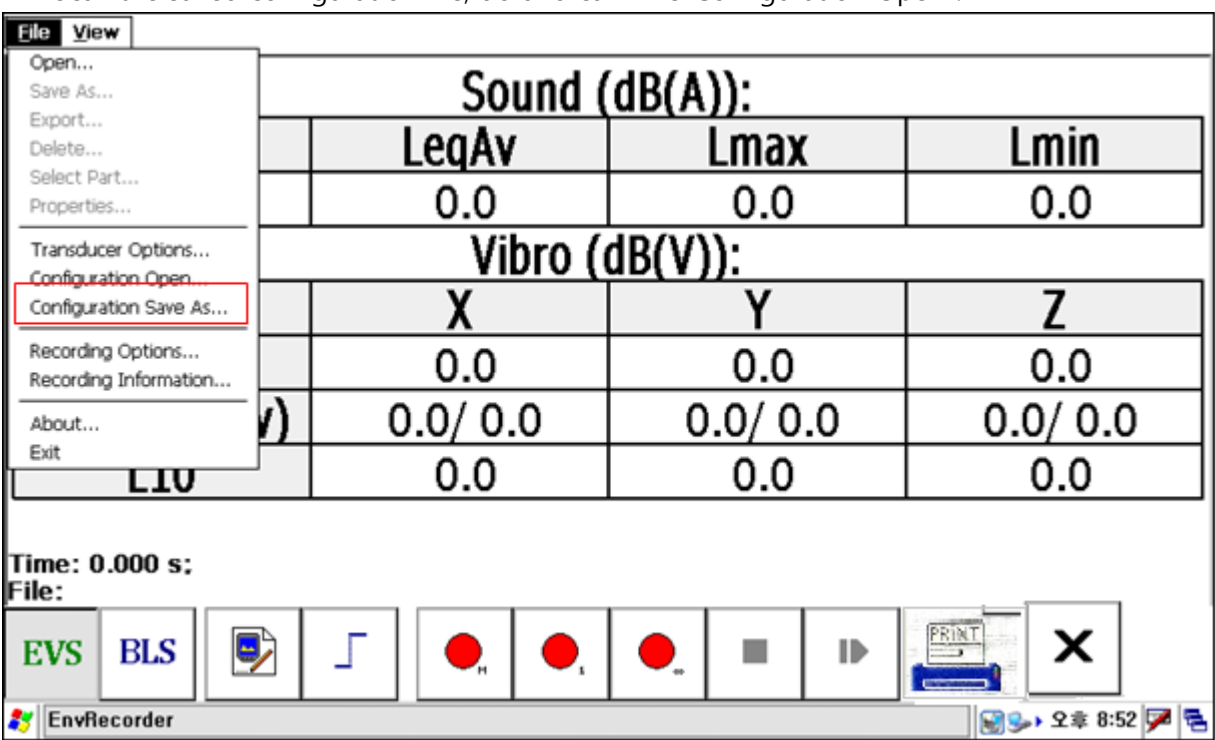 File View
Open...
Save As...
Export...
Delete...
Select Part...
Properties...
Transducer Options...
Configuration Open...
Configuration Save As...
Recording Options...
Recording Information...
About...
Exit
Sound (dB(A)):
LeqAv Lmax Lmin
0.0 0.0 0.0
Vibro (dB(V)):
X Y Z
0.0 0.0 0.0
v) 0.0/ 0.0 0.0/ 0.0 0.0/ 0.0
L10 0.0 0.0 0.0
Time: 0.000 s;
File:
EVS BLS M 1 ∞ PRINT X
EnvRecorder 오후 8:52